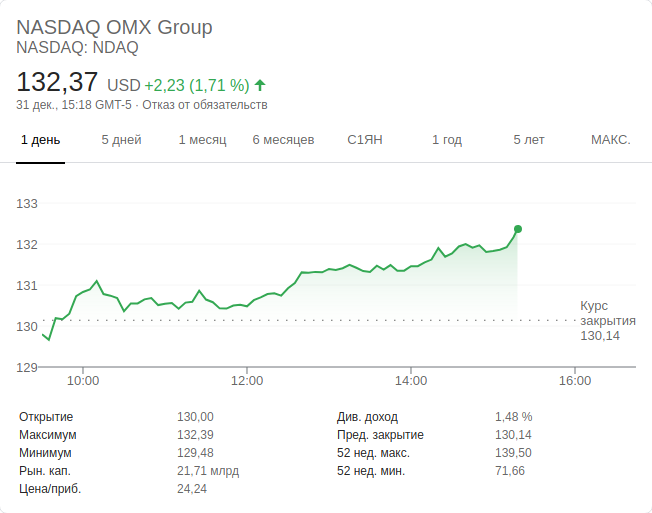 NASDAQ OMX Group
NASDAQ: NDAQ
132,37 USD +2,23 (1,71 %)
31 дек., 15:18 GMT-5 · Отказ от обязательств
1 день 5 дней 1 месяц 6 месяцев С1ЯН 1 год 5 лет МАКС.
133
132
131
130
129
Курс
закрытия
130,14
10:00 12:00 14:00 16:00
Открытие 130,00 Див. доход 1,48 %
Максимум 132,39 Пред. закрытие 130,14
Минимум 129,48 52 нед. макс. 139,50
Рын. кап. 21,71 млрд 52 нед. мин. 71,66
Цена/приб. 24,24